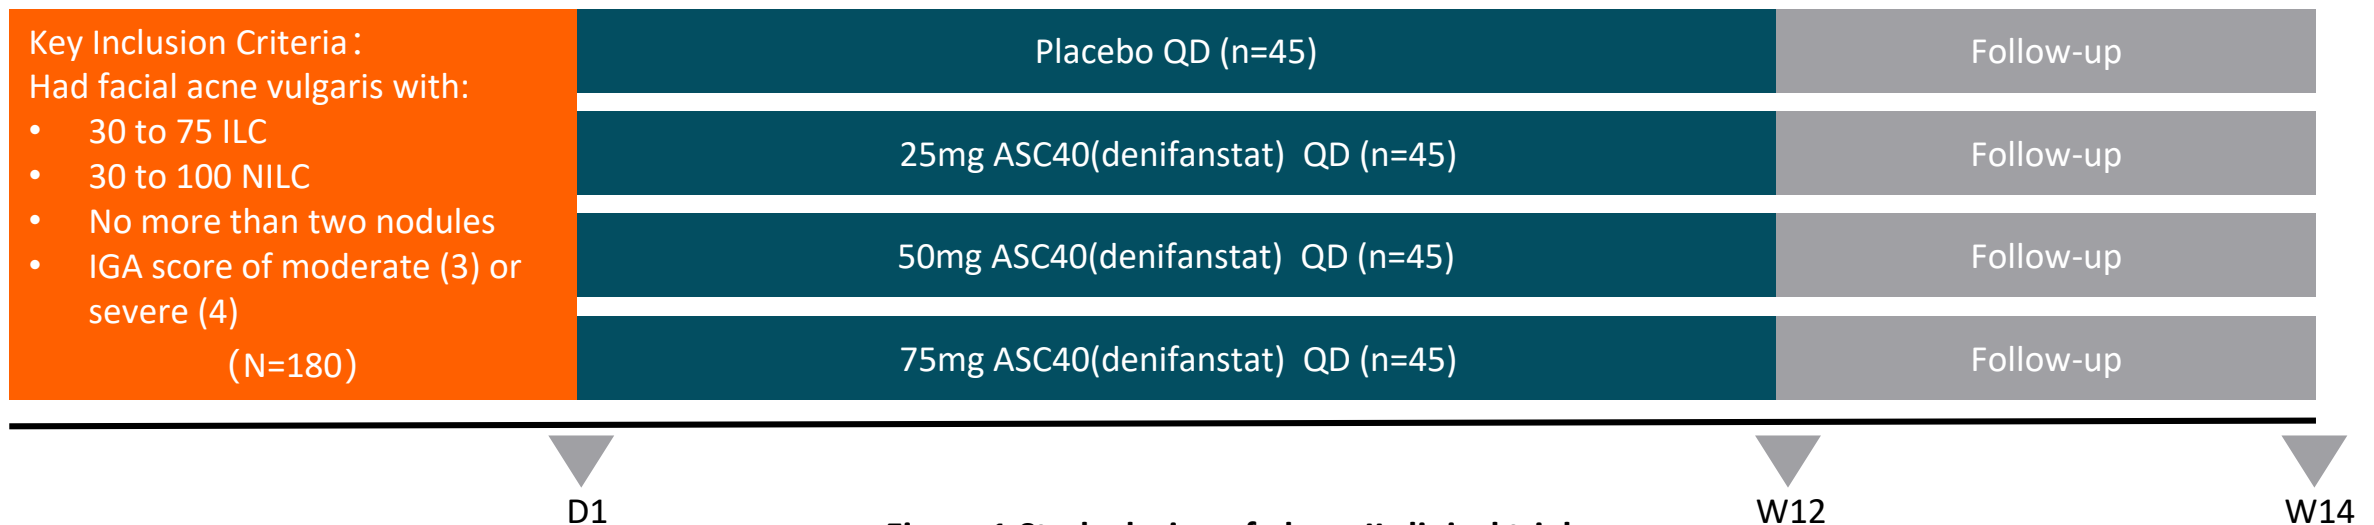 Key Inclusion Criteria：
Had facial acne vulgaris with:
• 30 to 75 ILC
• 30 to 100 NILC
• No more than two nodules
• IGA score of moderate (3) or
severe (4)
（N=180）
Placebo QD (n=45)
Follow-up
25mg ASC40(denifanstat) QD (n=45)
Follow-up
50mg ASC40(denifanstat) QD (n=45)
Follow-up
75mg ASC40(denifanstat) QD (n=45)
Follow-up
D1
W12
W14